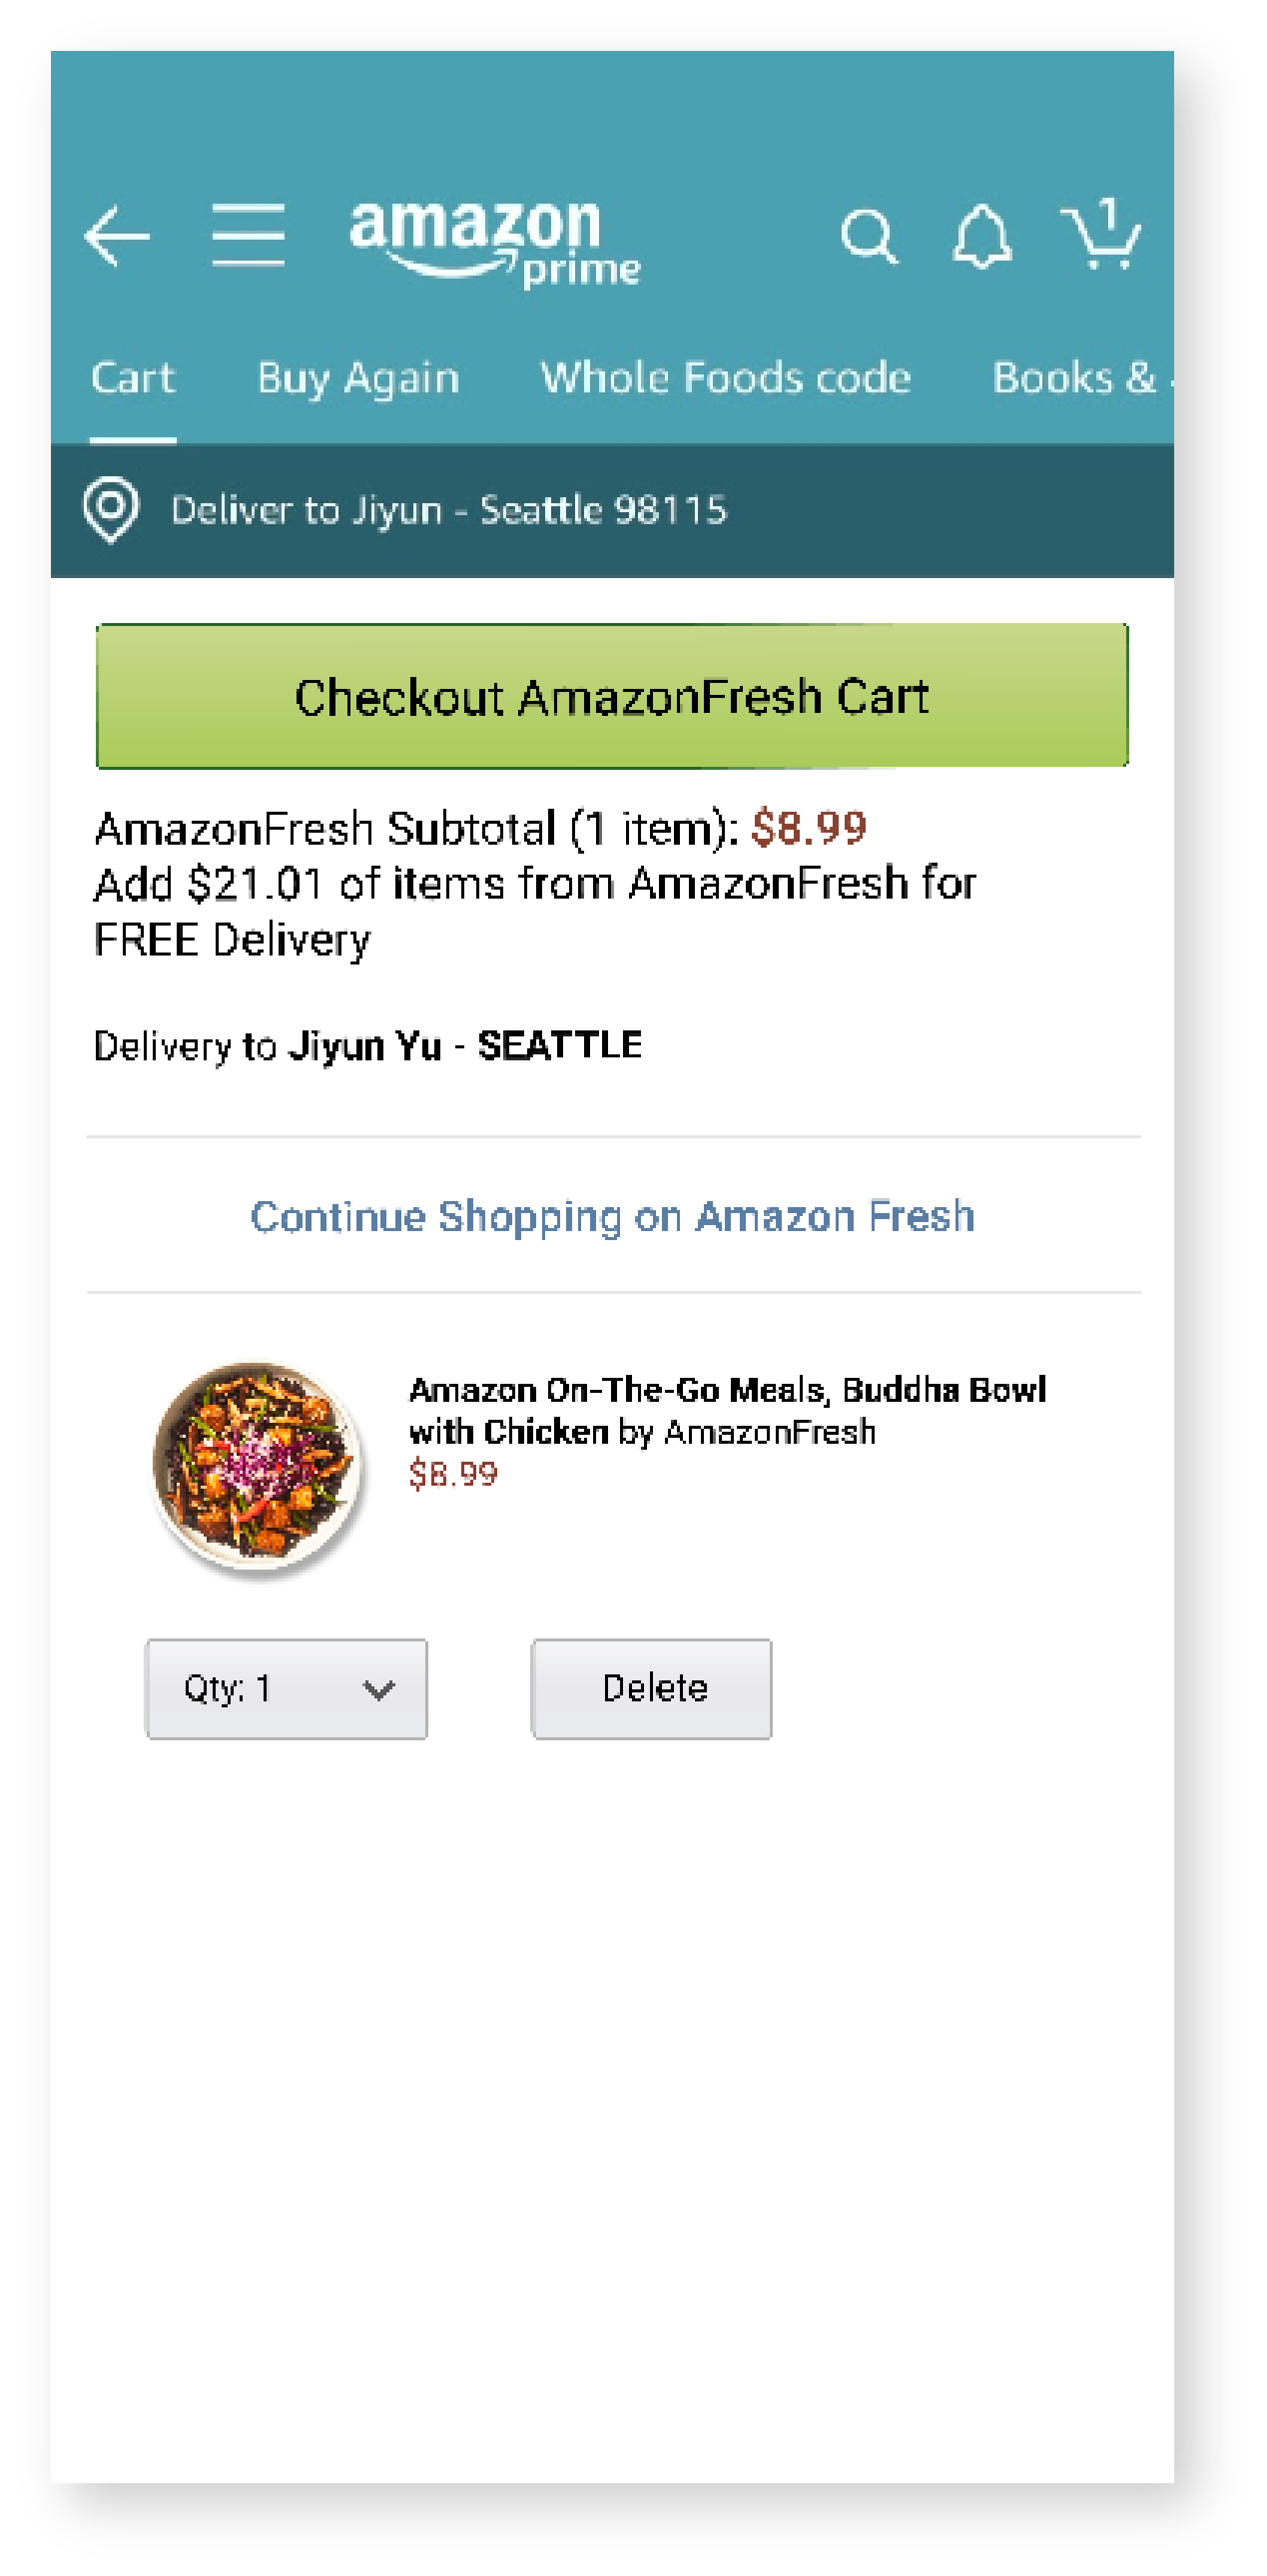 amazon
prime
1
Cart Buy Again Whole Foods code Books &
Deliver to Jiyun - Seattle 98115
Checkout AmazonFresh Cart
AmazonFresh Subtotal (1 item): $8.99
Add $21.01 of items from AmazonFresh for
FREE Delivery
Delivery to Jiyun Yu - SEATTLE
Continue Shopping on Amazon Fresh
Amazon On-The-Go Meals, Buddha Bowl
with Chicken by AmazonFresh
$8.99
Qty: 1
Delete